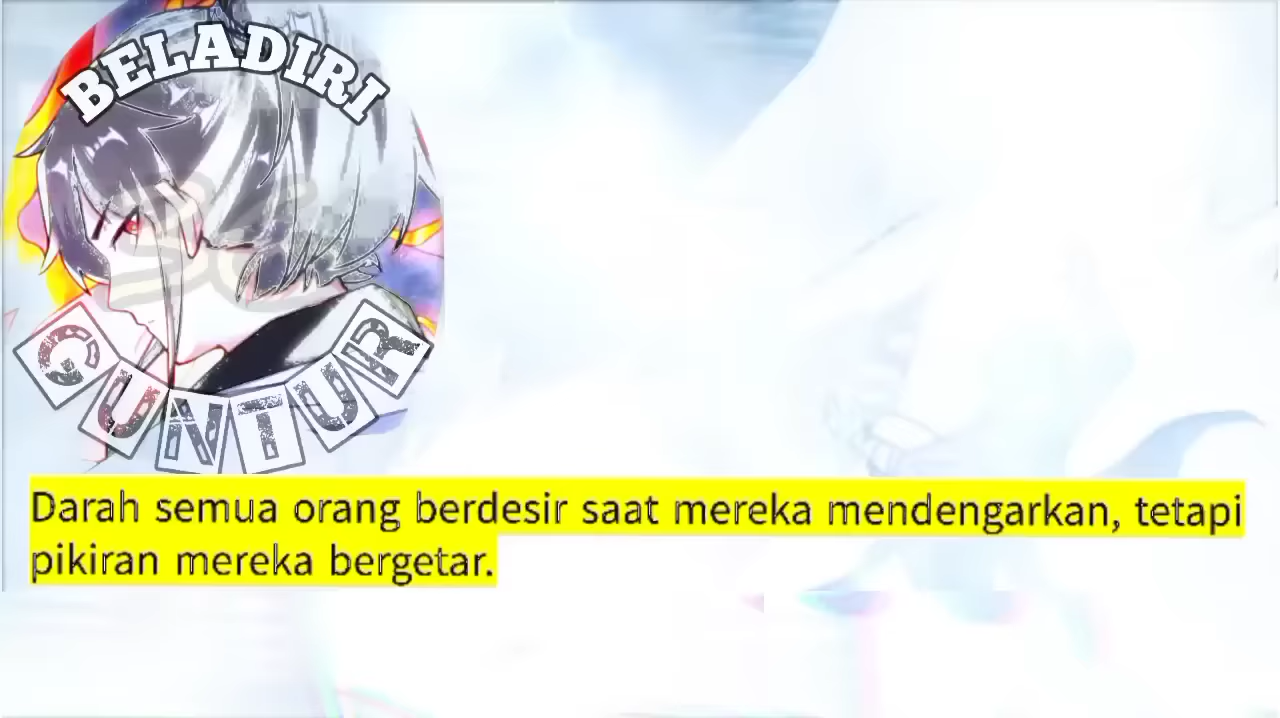 BELADIRI
GUNTUR
Darah semua orang berdesir saat mereka mendengarkan, tetapi
pikiran mereka bergetar.